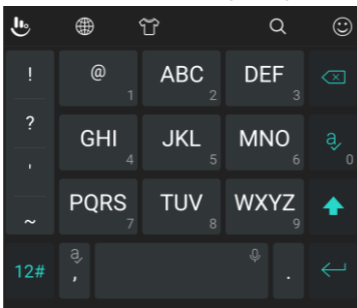 ! @ 1 ABC 2 DEF 3
? GHI 4 JKL 5 MNO 6 a 0
'
~ PQRS 7 TUV 8 WXYZ 9
12# a , .